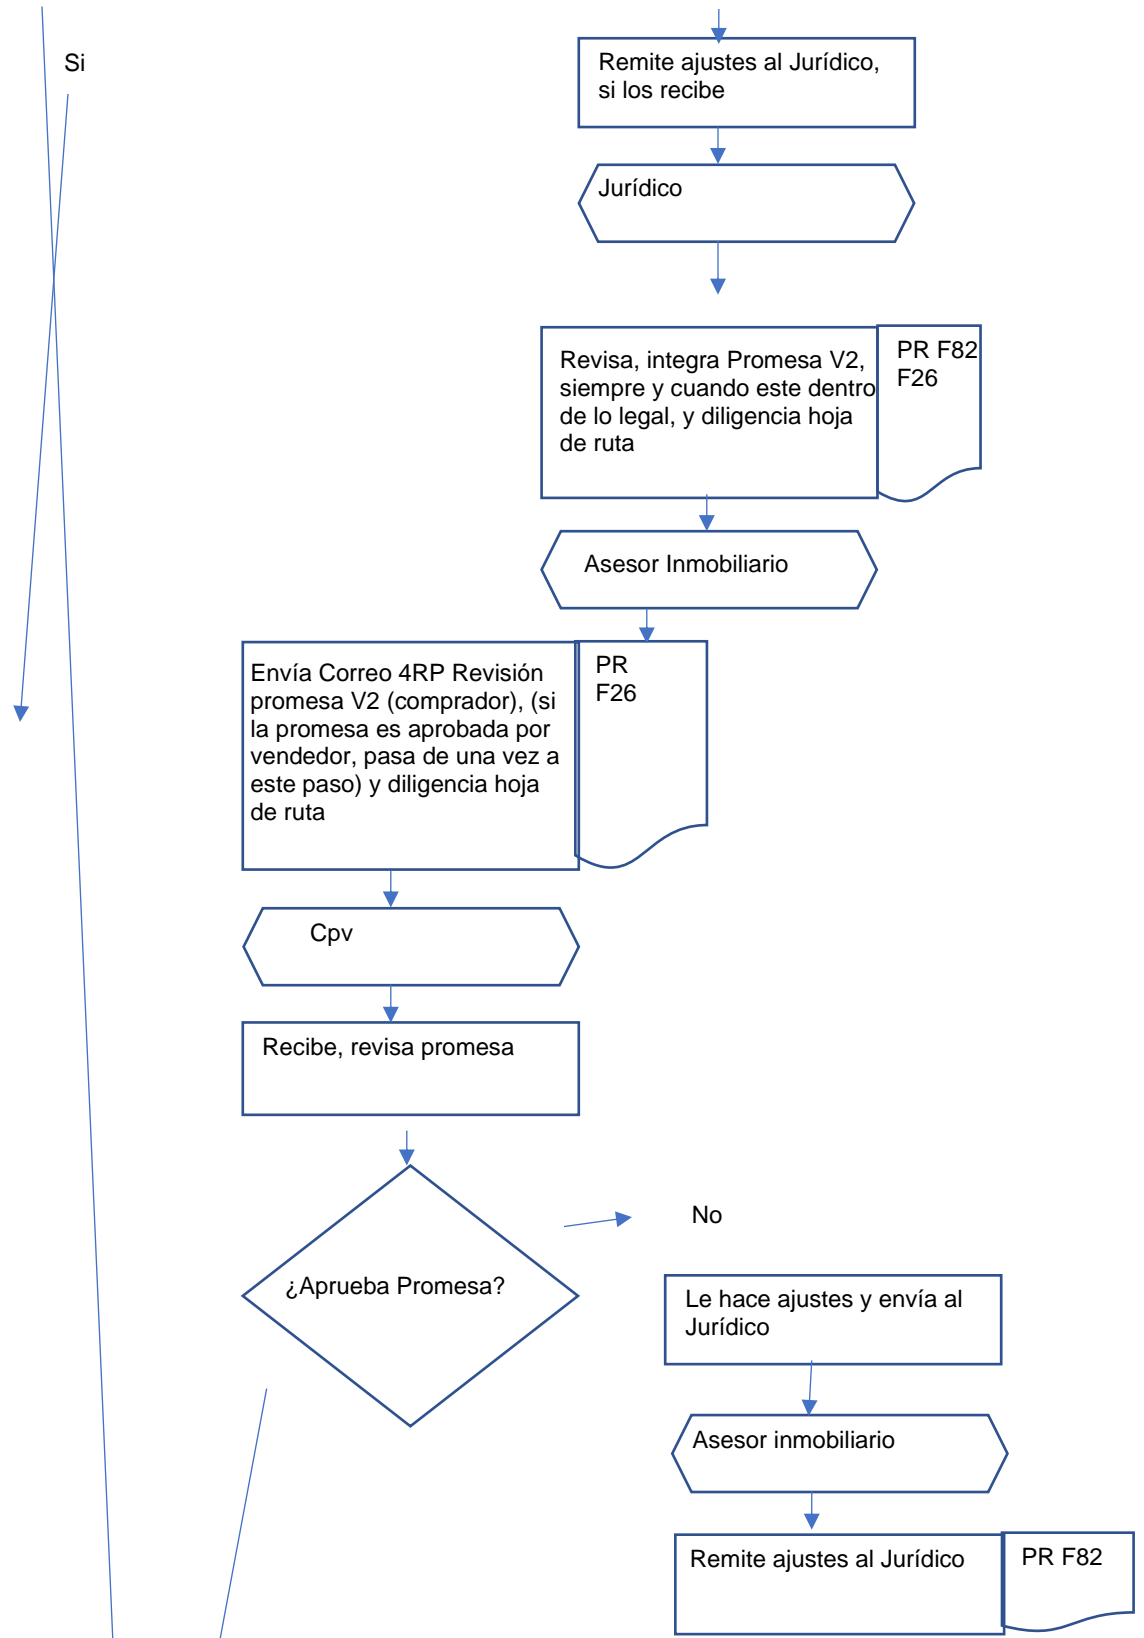 Si
Remite ajustes al Jurídico,
si los recibe
Jurídico
Revisa, integra Promesa V2,
siempre y cuando este dentro
de lo legal, y diligencia hoja
de ruta
PR F82
F26
Asesor Inmobiliario
Envía Correo 4RP Revisión
promesa V2 (comprador), (si
la promesa es aprobada por
vendedor, pasa de una vez a
este paso) y diligencia hoja
de ruta
PR
F26
Cpv
Recibe, revisa promesa
¿Aprueba Promesa?
No
Le hace ajustes y envía al
Jurídico
Asesor inmobiliario
Remite ajustes al Jurídico
PR F82